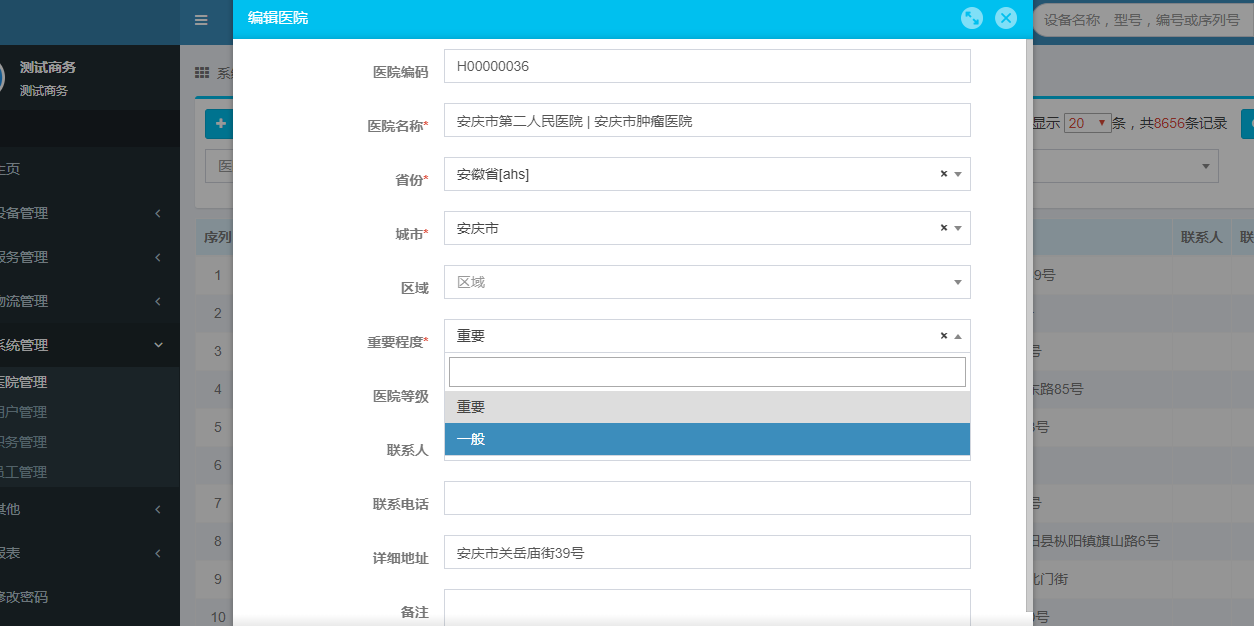 编辑医院
设备名称，型号，编号或序列号
测试商务
测试商务
系
主页
设备管理
服务管理
物流管理
系统管理
医院管理
用户管理
职务管理
员工管理
其他
报表
修改密码
医院编码
H00000036
医院名称*
安庆市第二人民医院 | 安庆市肿瘤医院
省份*
安徽省[ahs]
城市*
安庆市
区域
区域
重要程度*
重要
重要
一般
医院等级
联系人
联系电话
详细地址
安庆市关岳庙街39号
备注
显示 20 条，共8656条记录
医
序列
联系人
联
1
9号
2
3
号
4
东路85号
5
号
6
7
号
8
阳县枞阳镇旗山路6号
9
北门街
10
9号